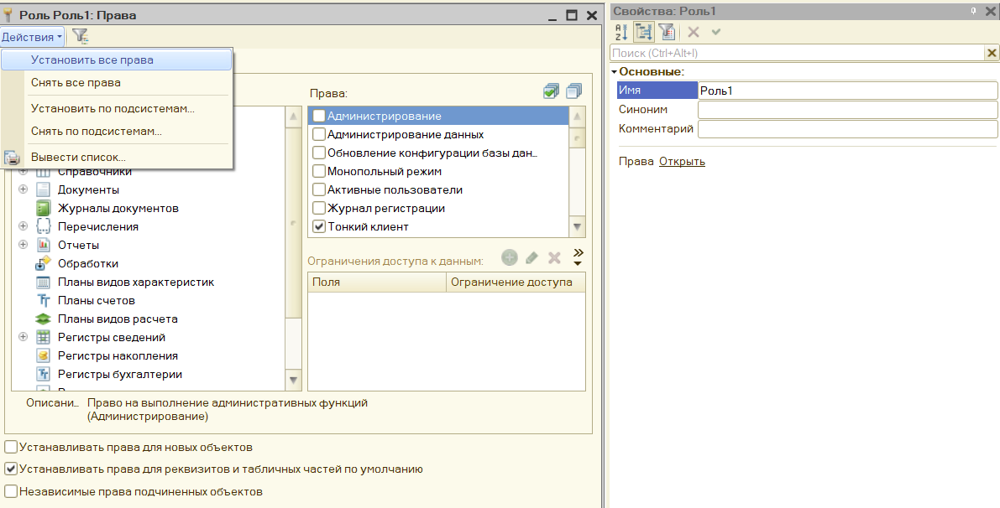 Роль Роль1: Права
Действия
Установить все права
Снять все права
Установить по подсистемам...
Снять по подсистемам...
Вывести список...
Справочники
Документы
Журналы документов
Перечисления
Отчеты
Обработки
Планы видов характеристик
Планы счетов
Планы видов расчета
Регистры сведений
Регистры накопления
Регистры бухгалтерии
Права:
Администрирование
Администрирование данных
Обновление конфигурации базы дан...
Монопольный режим
Активные пользователи
Журнал регистрации
Тонкий клиент
Ограничения доступа к данным:
Поля Ограничение доступа
Описани... Право на выполнение административных функций
(Администрирование)
Устанавливать права для новых объектов
Устанавливать права для реквизитов и табличных частей по умолчанию
Независимые права подчиненных объектов
Свойства: Роль1
Поиск (Ctrl+Alt+I)
Основные:
Имя Роль1
Синоним
Комментарий
Права Открыть